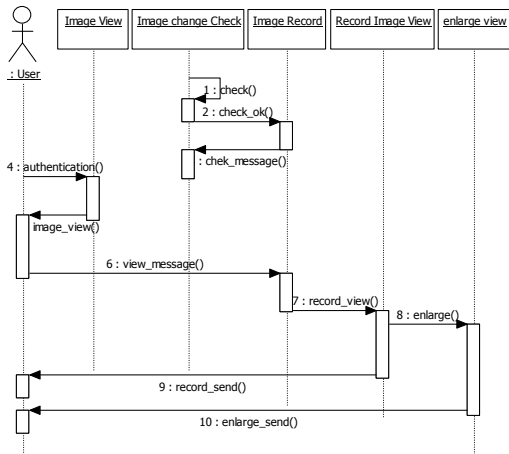 Image View
Image change Check
Image Record
Record Image View
enlarge view
: User
1 : check()
2 : check_ok()
: chek_message()
4 : authentication()
image_view()
6 : view_message()
7 : record_view()
8 : enlarge()
9 : record_send()
10 : enlarge_send()